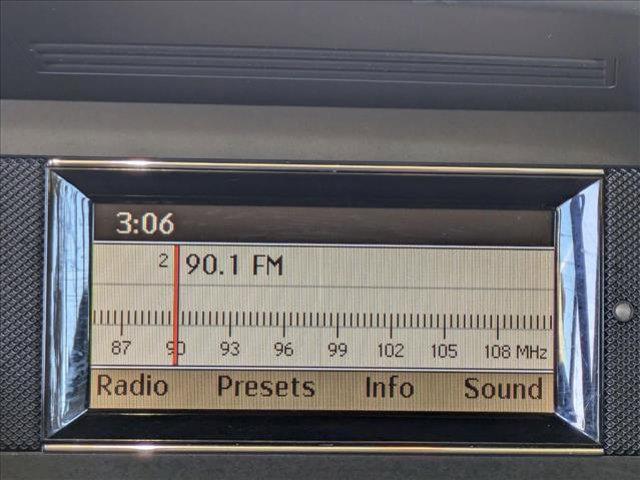 3:06
2 90.1 FM
87 90 93 96 99 102 105 108 MHz
Radio Presets Info Sound